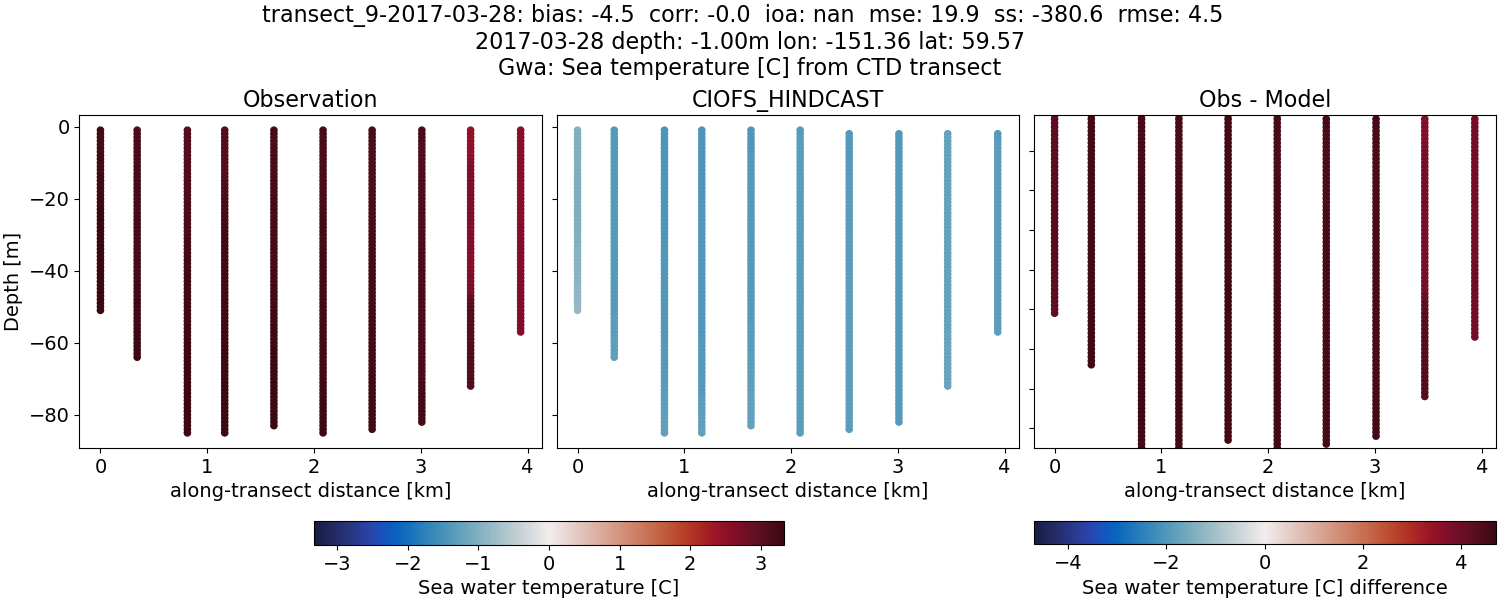 transect_9-2017-03-28: bias: -4.5  corr: -0.0  ioa: nan  mse: 19.9  ss: -380.6  rmse: 4.5
2017-03-28 depth: -1.00m lon: -151.36 lat: 59.57
Gwa: Sea temperature [C] from CTD transect
Observation
CIOFS_HINDCAST
Obs - Model
Depth [m]
0
−20
−40
−60
−80
0 1 2 3 4
0 1 2 3 4
0 1 2 3 4
along-transect distance [km]
along-transect distance [km]
along-transect distance [km]
−3 −2 −1 0 1 2 3
Sea water temperature [C]
−4 −2 0 2 4
Sea water temperature [C] difference